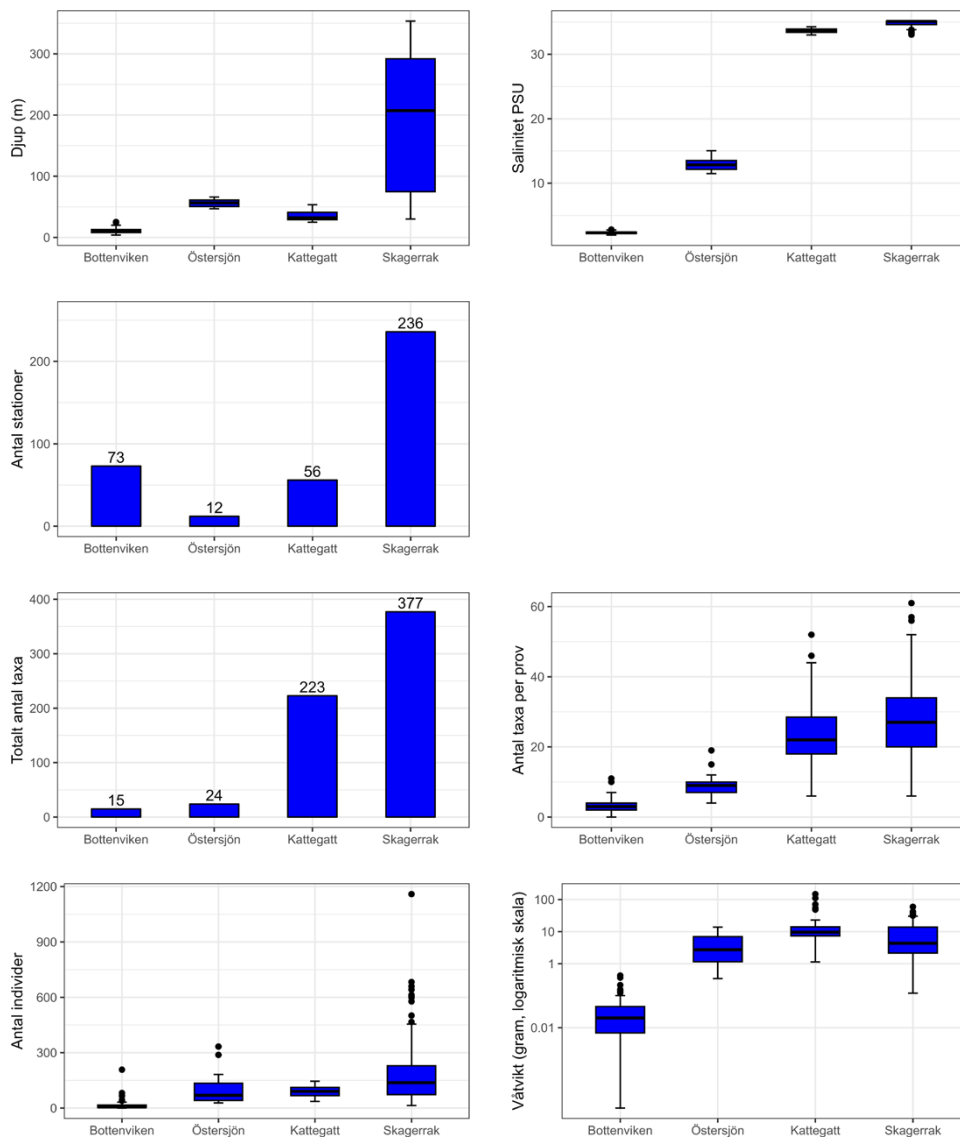 Djup (m)
300
200
100
0
Bottenviken Östersjön Kattegatt Skagerrak
Salinitet PSU
30
20
10
Bottenviken Östersjön Kattegatt Skagerrak
Antal stationer
200
100
0
73 12 56 236
Bottenviken Östersjön Kattegatt Skagerrak
Totalt antal taxa
400
300
200
100
0
15 24 223 377
Bottenviken Östersjön Kattegatt Skagerrak
Antal taxa per prov
60
40
20
0
Bottenviken Östersjön Kattegatt Skagerrak
Antal individer
1200
900
600
300
0
Bottenviken Östersjön Kattegatt Skagerrak
Våtvikt (gram, logaritmisk skala)
100
10
1
0.01
Bottenviken Östersjön Kattegatt Skagerrak